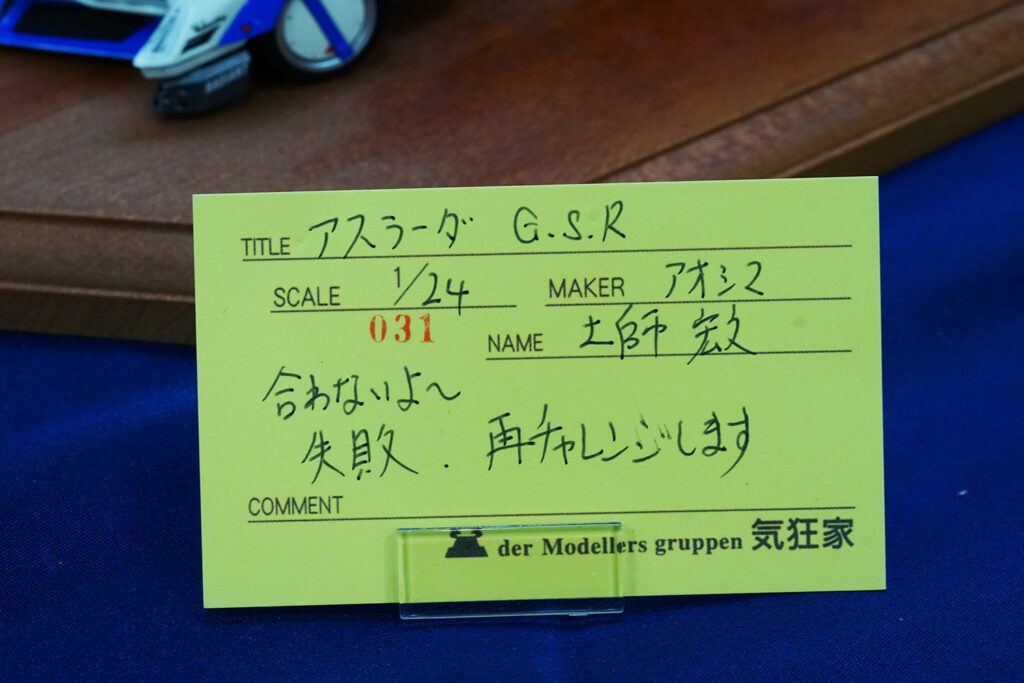 TITLE アスラーダ G.S.R
SCALE 1/24 MAKER アオシマ
031 NAME 土師 宏文
合わないよ〜
失敗. 再チャレンジします
COMMENT
der Modellers gruppen 気狂家